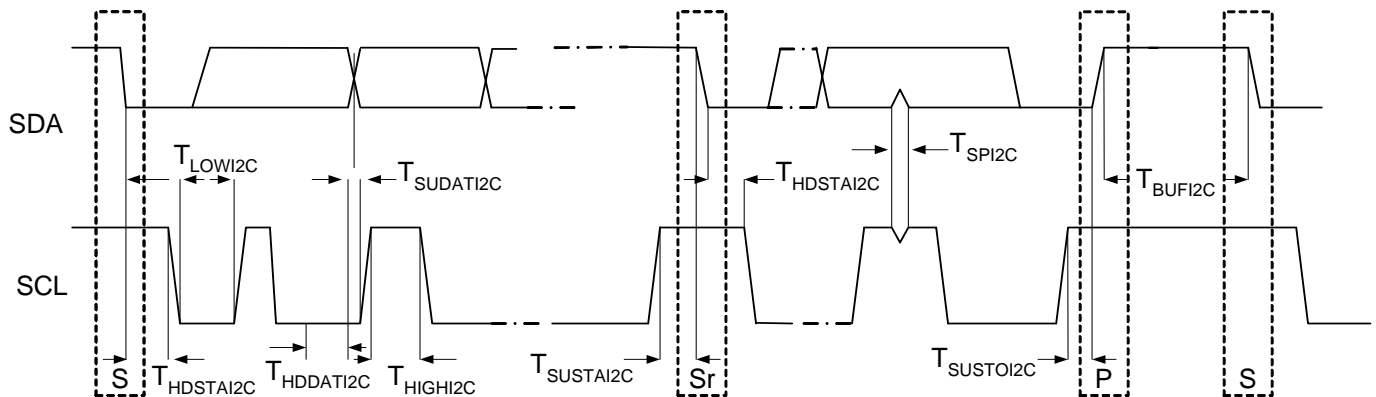 SDA
T_LOWI2C
T_SUDATI2C
T_SPI2C
T_HDSTAI2C
T_BUFI2C
SCL
S
T_HDSTAI2C
T_HDDATI2C
T_HIGHI2C
T_SUSTAI2C
Sr
T_SUSTOI2C
P
S